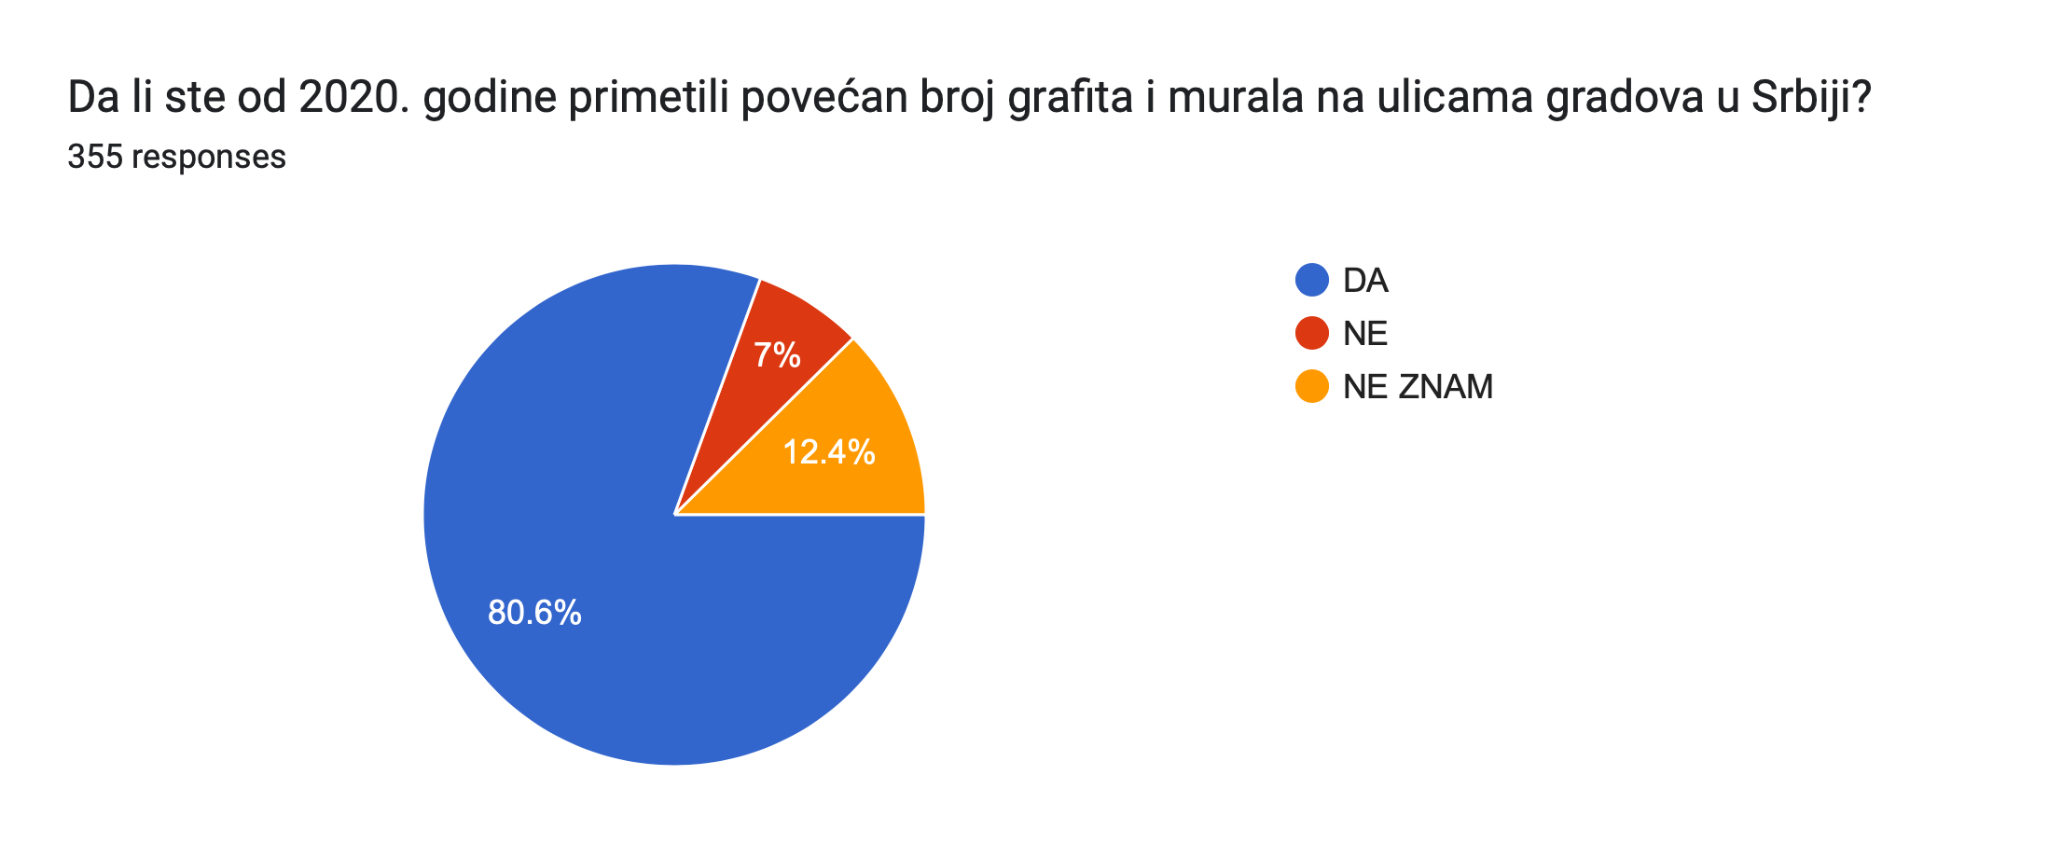 Da li ste od 2020. godine primetili povećan broj grafita i murala na ulicama gradova u Srbiji?
355 responses
DA
NE
NE ZNAM
7%
12.4%
80.6%